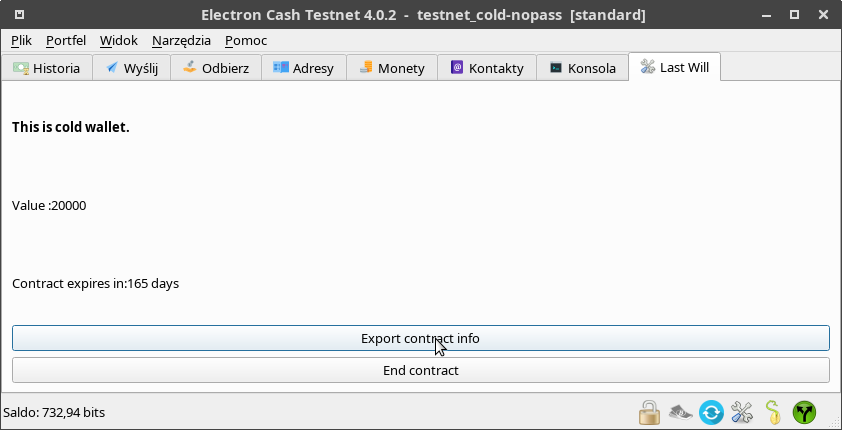 Electron Cash Testnet 4.0.2 - testnet_cold-nopass [standard]
Plik Portfel Widok Narzędzia Pomoc
Historia Wyślij Odbierz Adresy Monety Kontakty Konsola Last Will
This is cold wallet.
Value :20000
Contract expires in:165 days
Export contract info
End contract
Saldo: 732,94 bits